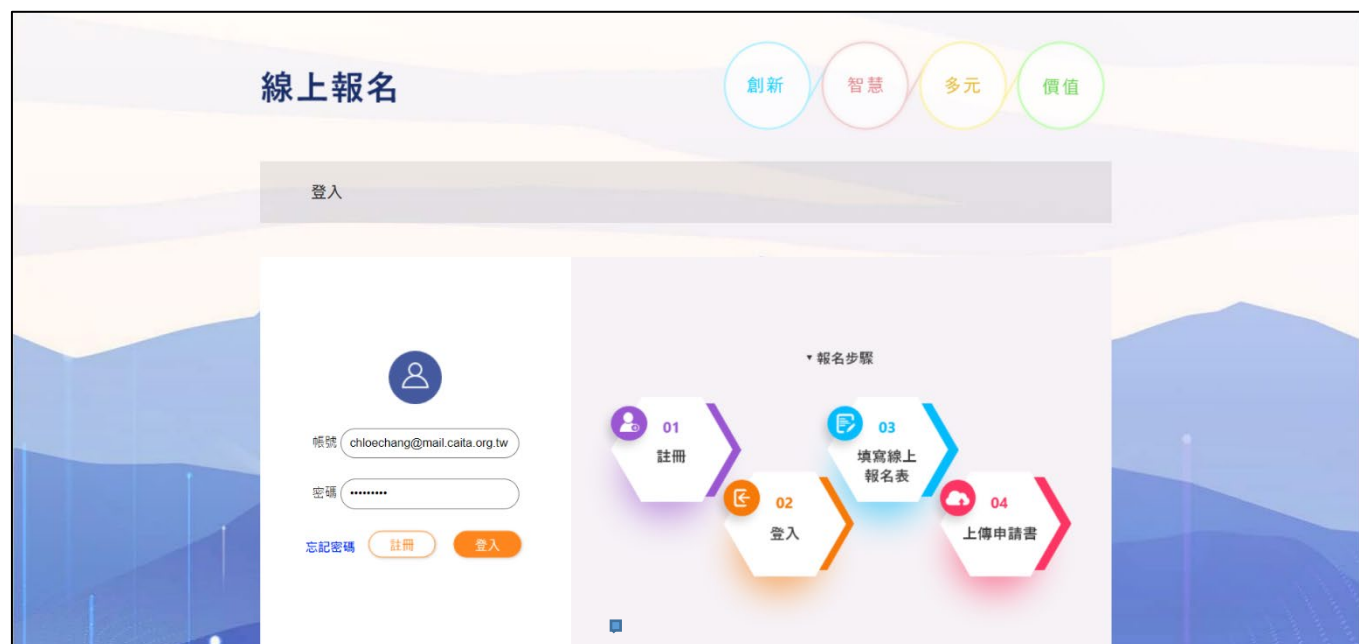 線上報名
創新
智慧
多元
價值
登入
帳號 chloechang@mail.caita.org.tw
密碼 •••••••••
忘記密碼 註冊 登入
▼報名步驟
01
註冊
02
登入
03
填寫線上
報名表
04
上傳申請書